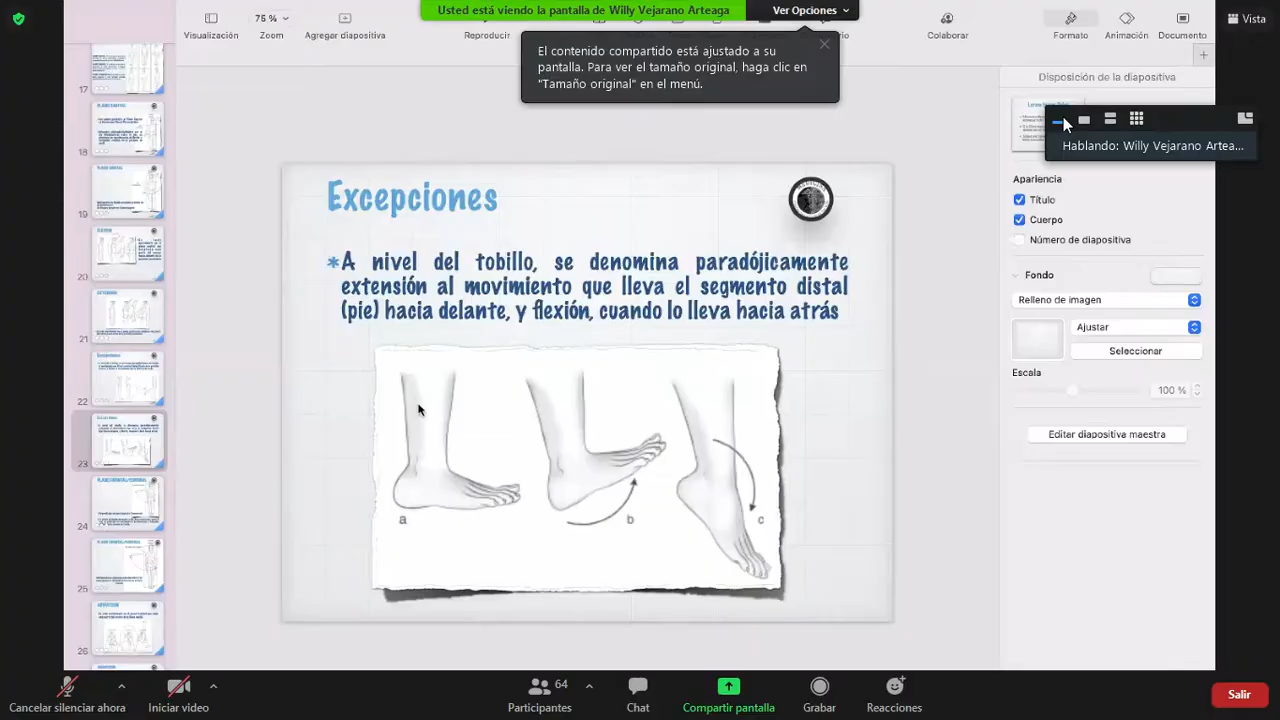 Usted está viendo la pantalla de Willy Vejarano Arteaga
Ver Opciones
75 %
Vista
Visualización
Zoom
Agregar diapositiva
Reproducir
Colaborar
Formato
Animación
Documento
El contenido compartido está ajustado a su
pantalla. Para ver el tamaño original, haga clic
"Tamaño original" en el menú.
Disposición de la diapositiva
Hablando: Willy Vejarano Artea...
Apariencia
Título
Cuerpo
Número de diapositiva
Fondo
Relleno de imagen
Ajustar
Seleccionar
Escala
100 %
Editar diapositiva maestra
17
18
19
20
21
22
23
24
25
26
Excepciones
*A nivel del tobillo, se denomina paradójicamente
extensión al movimiento que lleva el segmento distal
(pie) hacia delante, y flexión, cuando lo lleva hacia atrás
a
c
Cancelar silenciar ahora
Iniciar video
64
Participantes
Chat
Compartir pantalla
Grabar
Reacciones
Salir